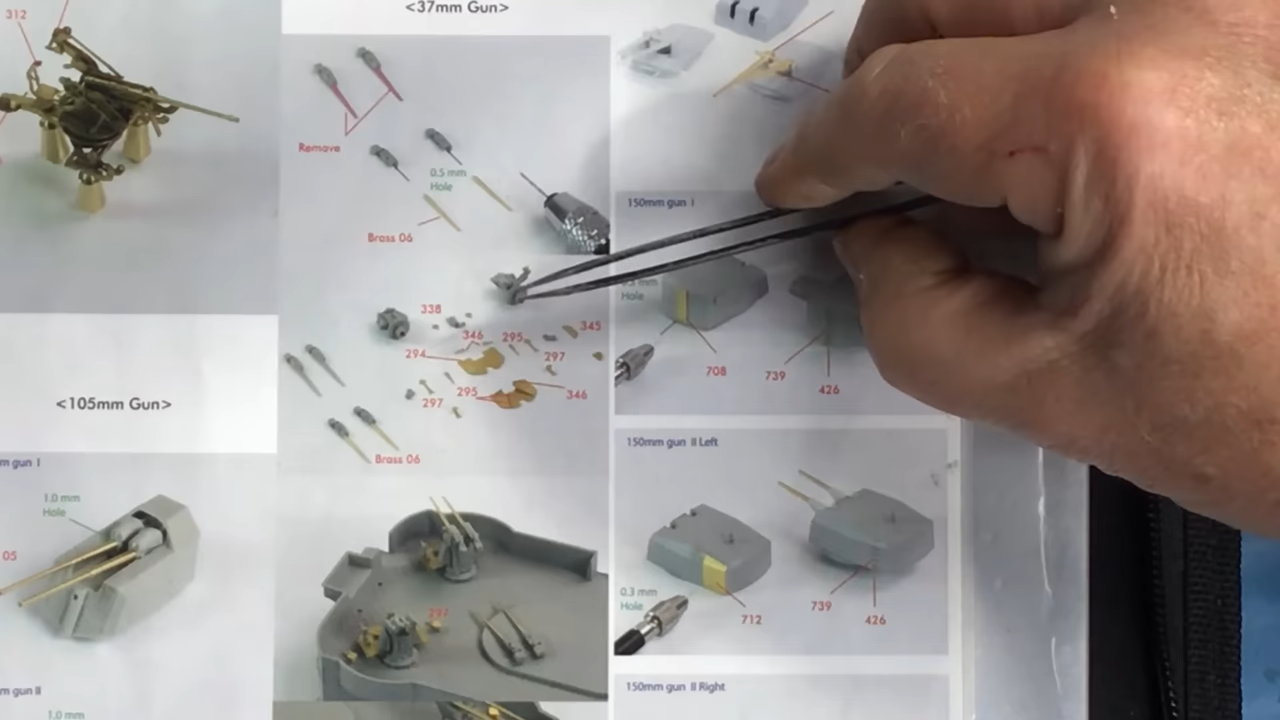 312
<37mm Gun>
Remove
0.5 mm
Hole
Brass 06
338
346
295
345
294
297
295
346
297
Brass 06
297
<105mm Gun>
m gun I
1.0 mm
Hole
05
m gun II
1.0 mm
150mm gun I
Hole
708
739
426
150mm gun II Left
0.3 mm
Hole
712
739
426
150mm gun II Right